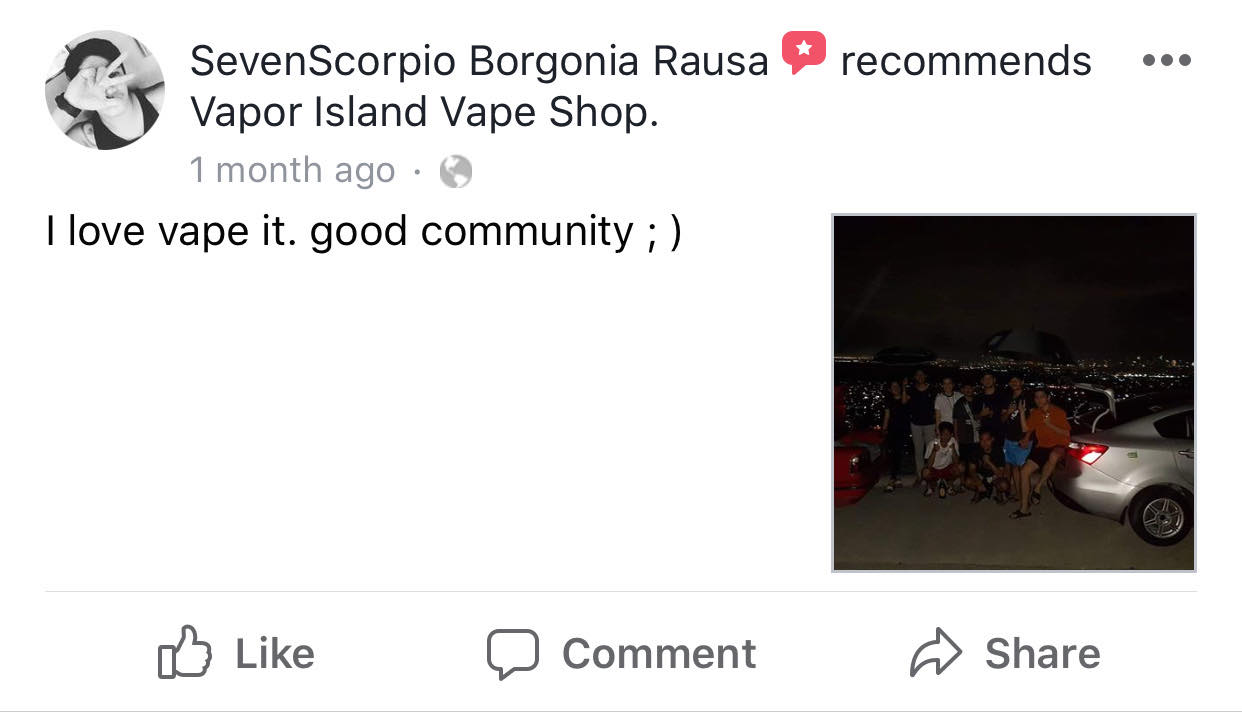 SevenScorpio Borgonia Rausa recommends
Vapor Island Vape Shop.
1 month ago ·
I love vape it. good community ; )
Like Comment Share